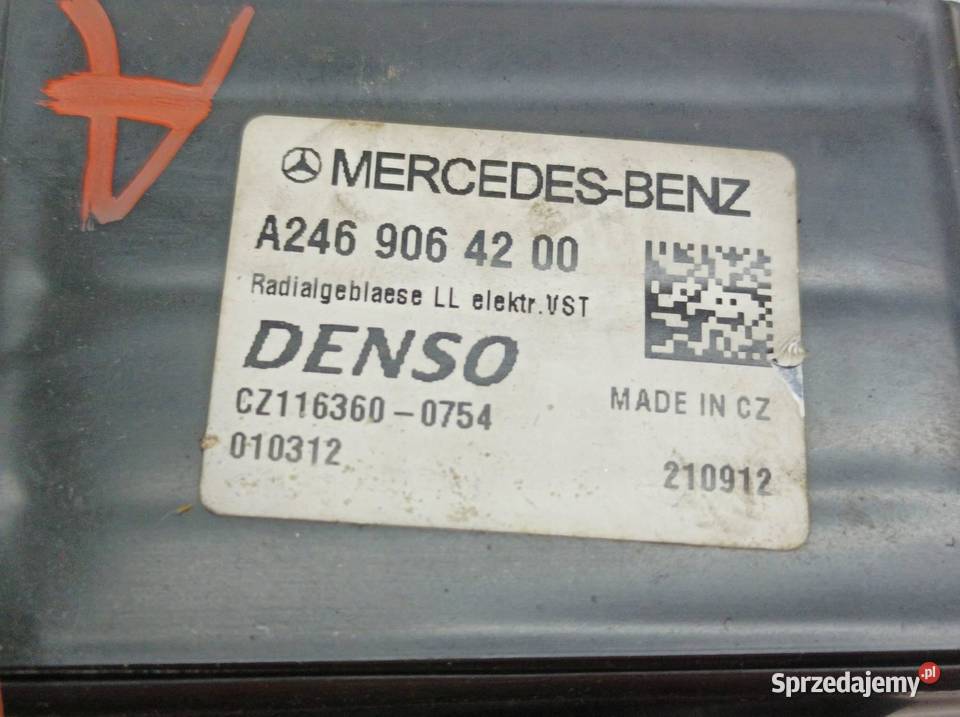 A
MERCEDES-BENZ
A246 906 42 00
Radialgeblaese LL elektr.VST
DENSO
CZ116360-0754
MADE IN CZ
010312
210912
Sprzedajemy.pl